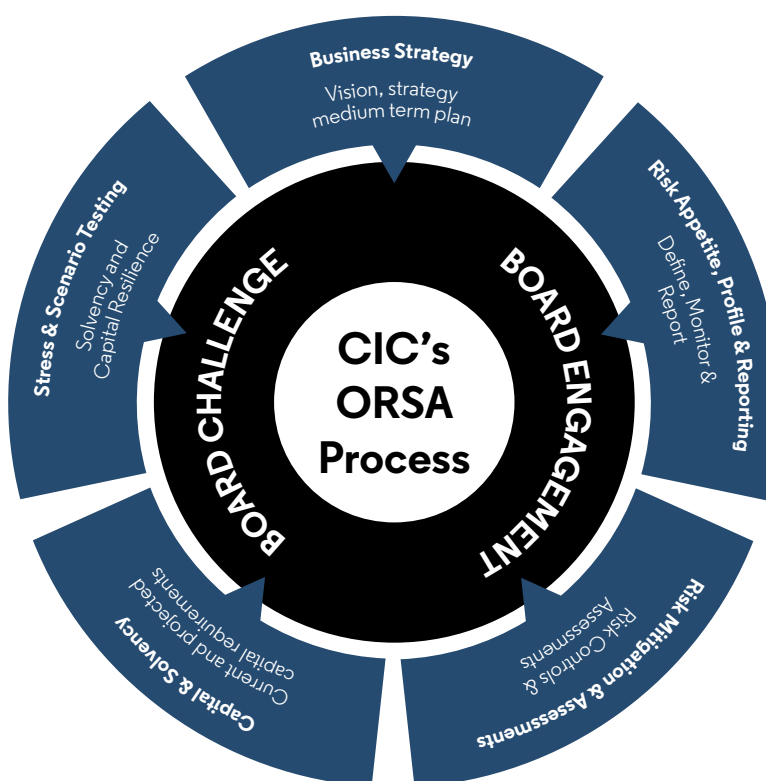 Business Strategy
Vision, strategy
medium term plan
Risk Appetite, Profile & Reporting
Define, Monitor &
Report
Risk Mitigation & Assessments
Risk Controls &
Assessments
Capital & Solvency
Current and projected
capital requirements
Stress & Scenario Testing
Solvency and
Capital Resilience
BOARD CHALLENGE
BOARD ENGAGEMENT
CIC's
ORSA
Process